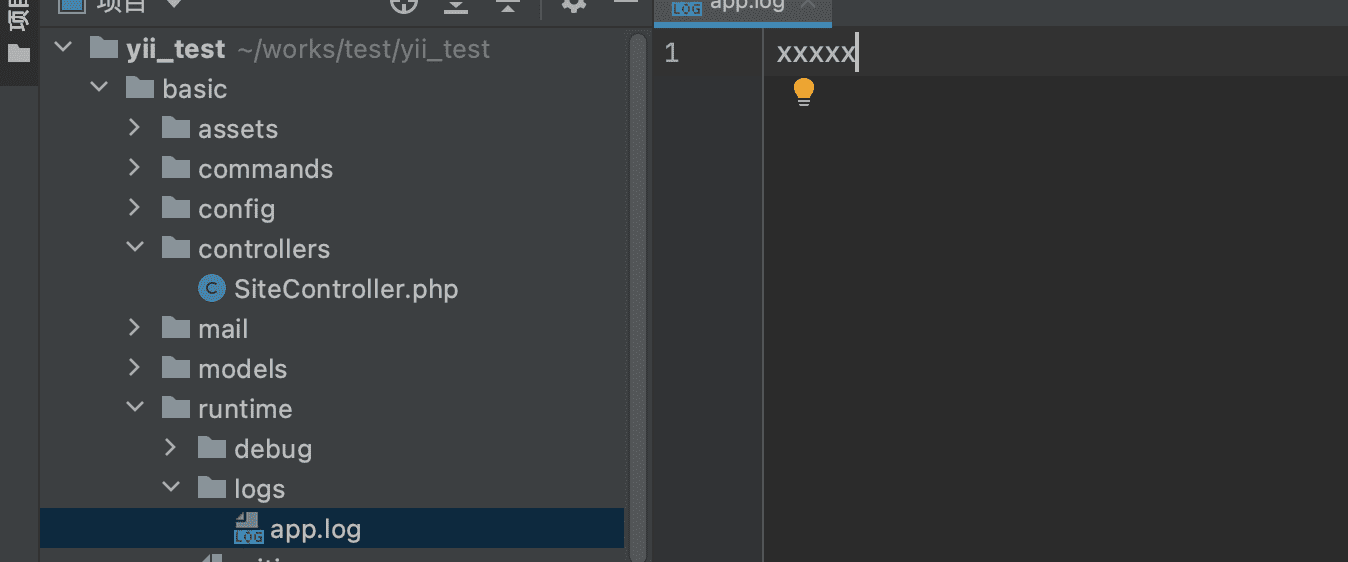 项目
项目
yii_test ~/works/test/yii_test
basic
assets
commands
config
controllers
C SiteController.php
mail
models
runtime
debug
logs
LOG app.log
LOG app.log
1 xxxxx